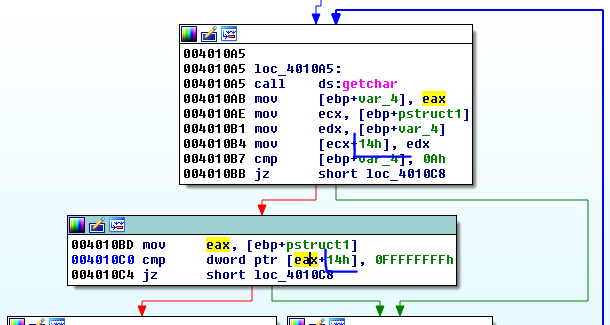 004010A5
004010A5 loc_4010A5:
004010A5 call ds:getchar
004010AB mov [ebp+var_4], eax
004010AE mov ecx, [ebp+pstruct1]
004010B1 mov edx, [ebp+var_4]
004010B4 mov [ecx+14h], edx
004010B7 cmp [ebp+var_4], 0Ah
004010BB jz short loc_4010C8
004010BD mov eax, [ebp+pstruct1]
004010C0 cmp dword ptr [eax+14h], 0FFFFFFFFh
004010C4 jz short loc_4010C8